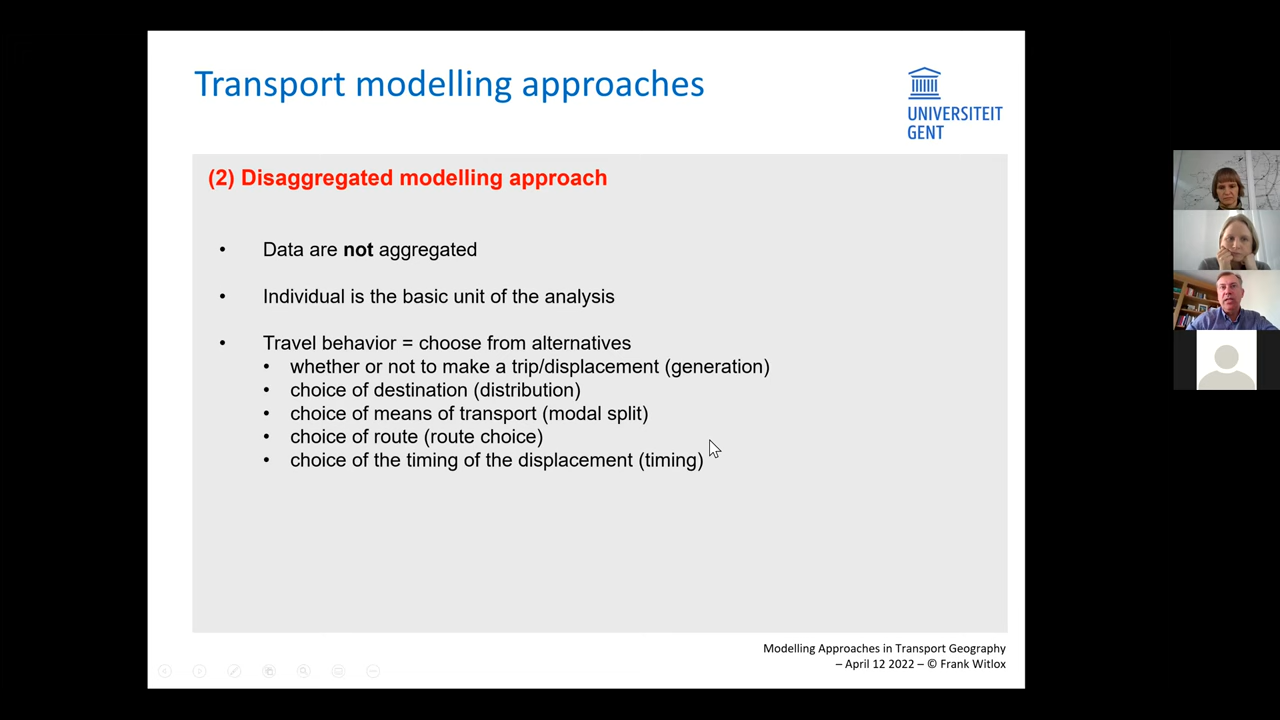 Transport modelling approaches
UNIVERSITEIT
GENT
(2) Disaggregated modelling approach
• Data are not aggregated
• Individual is the basic unit of the analysis
• Travel behavior = choose from alternatives
• whether or not to make a trip/displacement (generation)
• choice of destination (distribution)
• choice of means of transport (modal split)
• choice of route (route choice)
• choice of the timing of the displacement (timing)
Modelling Approaches in Transport Geography
– April 12 2022 – © Frank Witlox